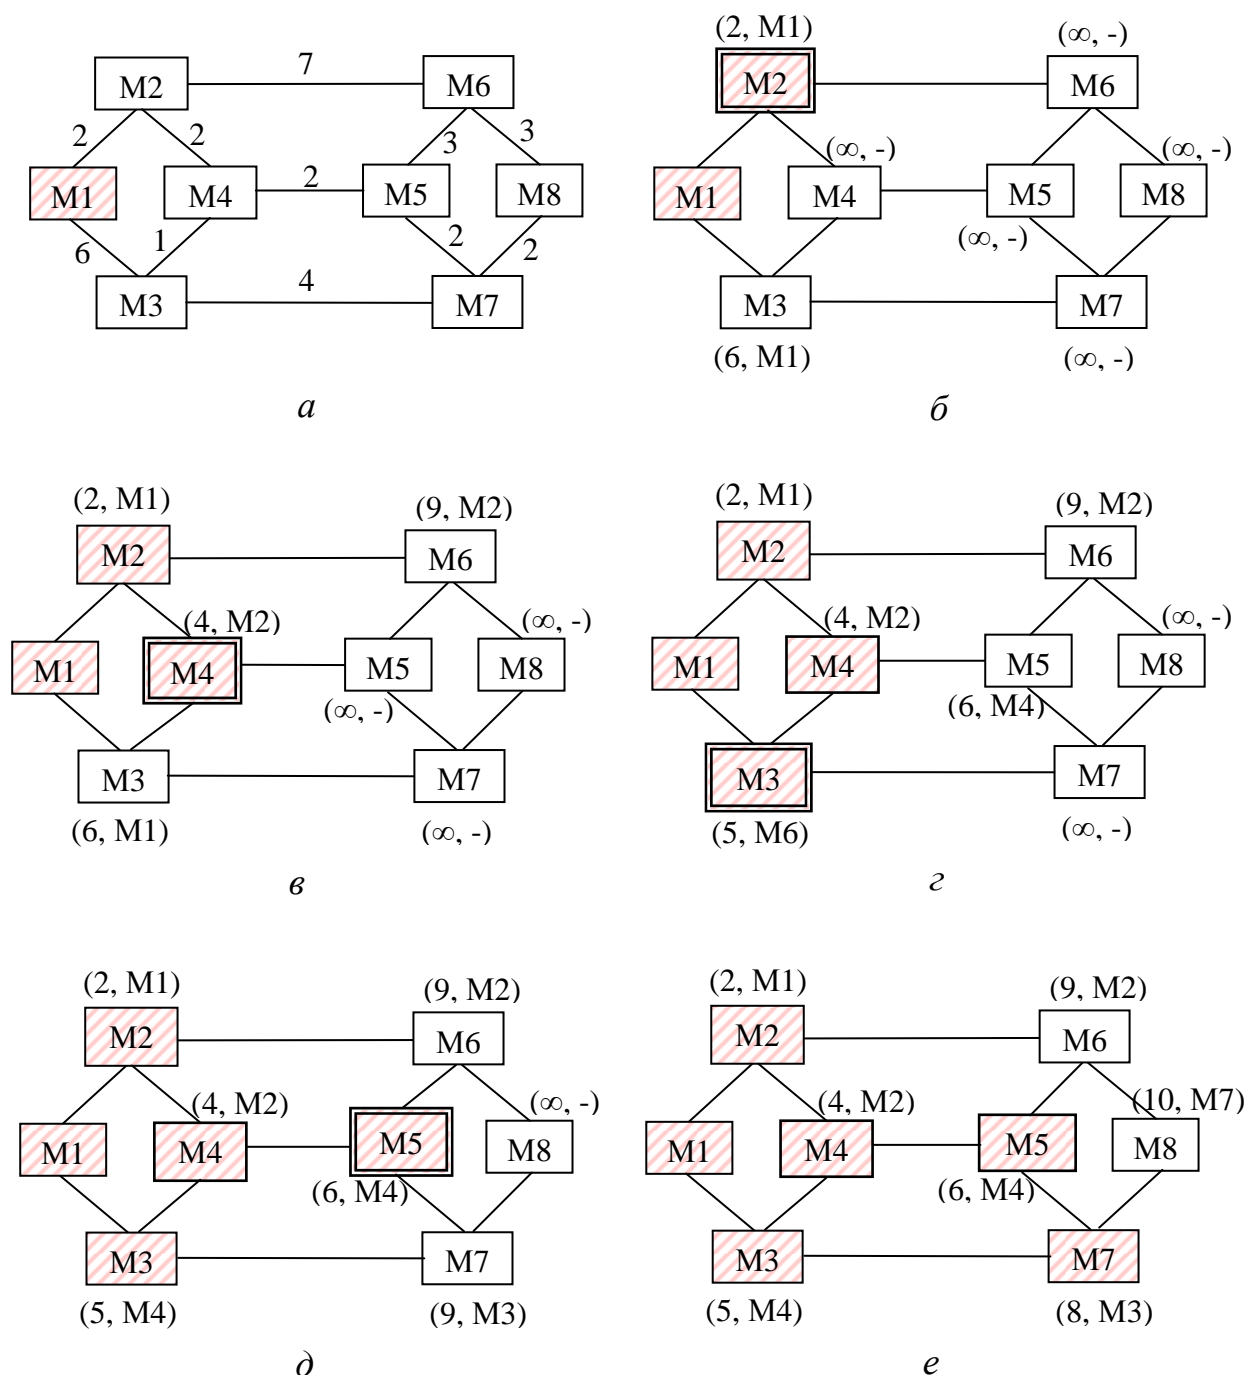 (2, M1) (∞, -)
7
M2 M6 M2 M6
2 2 3 3
(∞, -) (∞, -)
M1 M4 2 M5 M8 M1 M4 M5 M8
6 1 2 2
(∞, -)
M3 4 M7 M3 M7
(6, M1) (∞, -)
а б
(2, M1) (9, M2) (2, M1) (9, M2)
M2 M6 M2 M6
(4, M2) (∞, -) (4, M2) (∞, -)
M1 M4 M5 M8 M1 M4 M5 M8
(∞, -) (6, M4)
M3 M7 M3 M7
(6, M1) (∞, -) (5, M6) (∞, -)
в г
(2, M1) (9, M2) (2, M1) (9, M2)
M2 M6 M2 M6
(4, M2) (∞, -) (4, M2) (10, M7)
M1 M4 M5 M8 M1 M4 M5 M8
(6, M4) (6, M4)
M3 M7 M3 M7
(5, M4) (9, M3) (5, M4) (8, M3)
д е